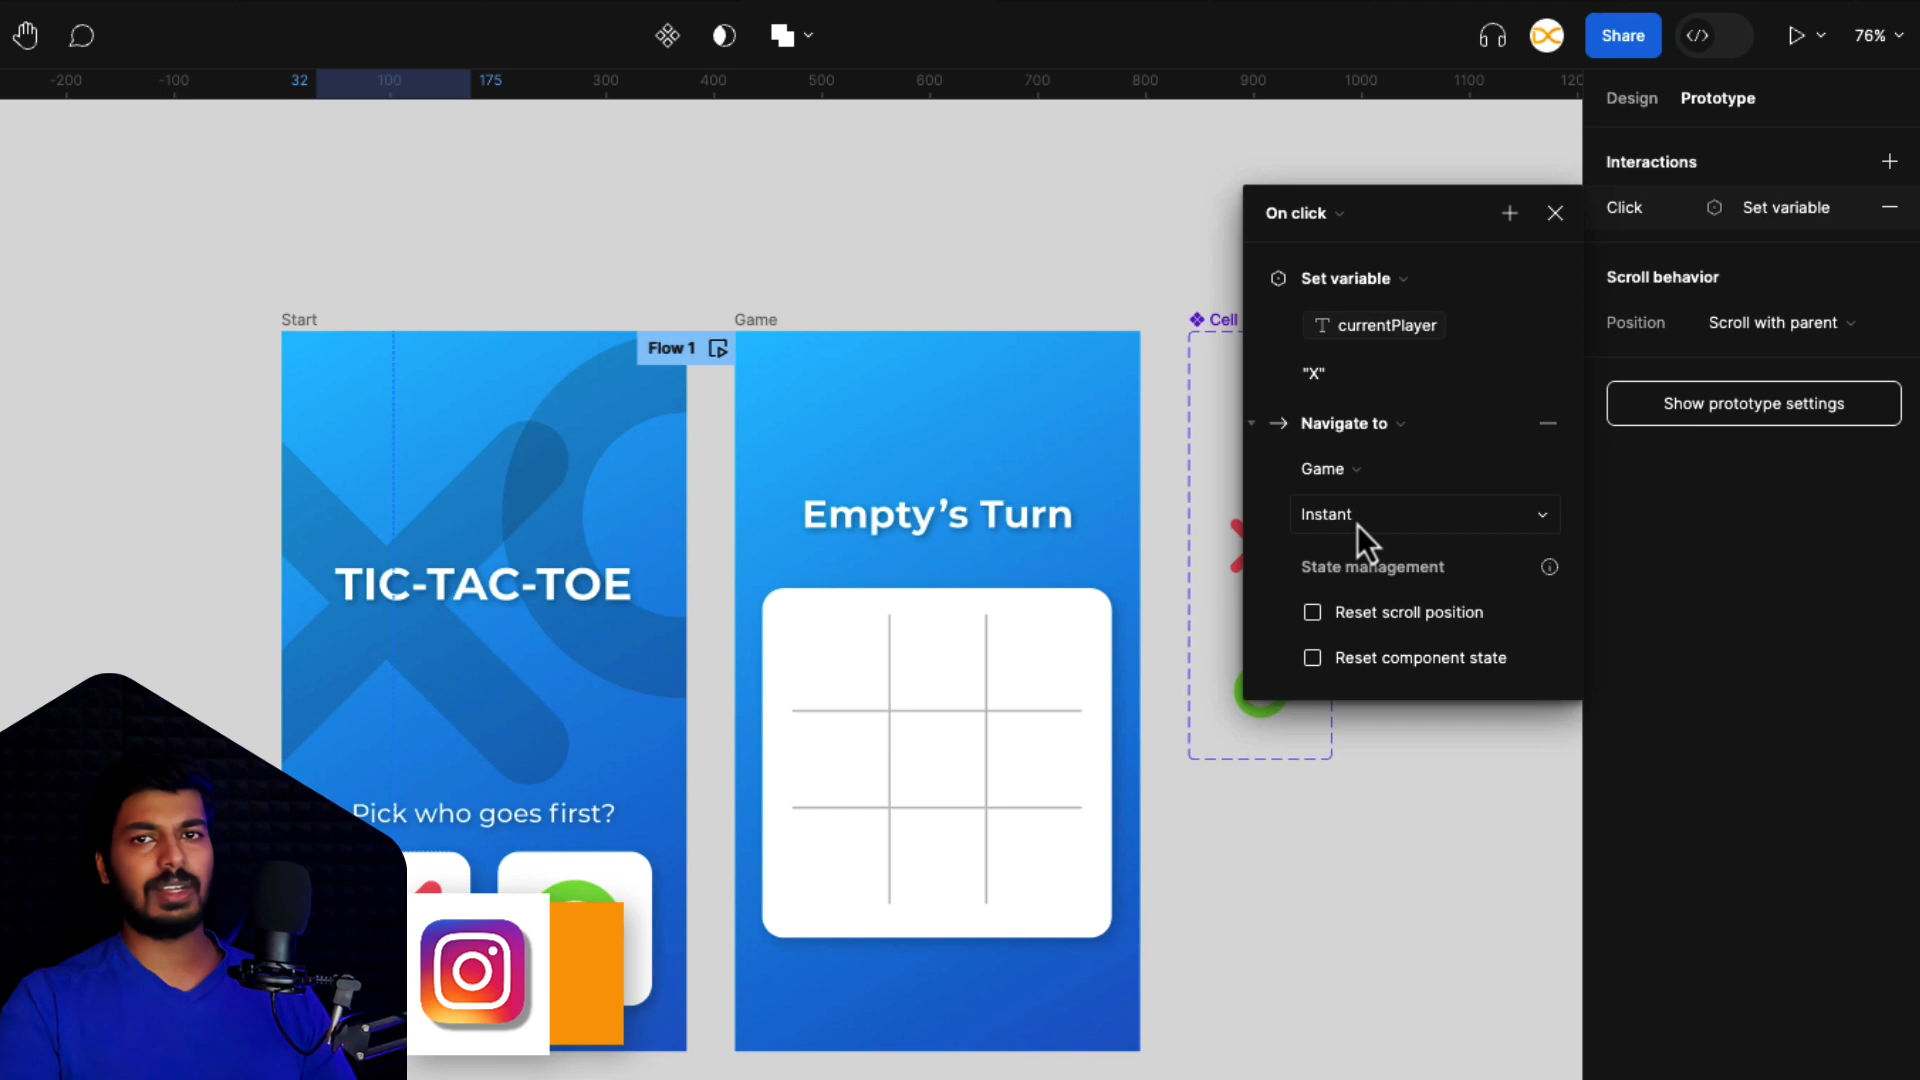 Share
</>
76%
-200
-100
32
100
175
300
400
500
600
700
800
900
1000
1100
120
Design
Prototype
Interactions
Click
Set variable
Scroll behavior
Position
Scroll with parent
Show prototype settings
On click
Set variable
T currentPlayer
"X"
Navigate to
Game
Instant
State management
Reset scroll position
Reset component state
Start
Flow 1
TIC-TAC-TOE
Pick who goes first?
Game
Empty’s Turn
Cell